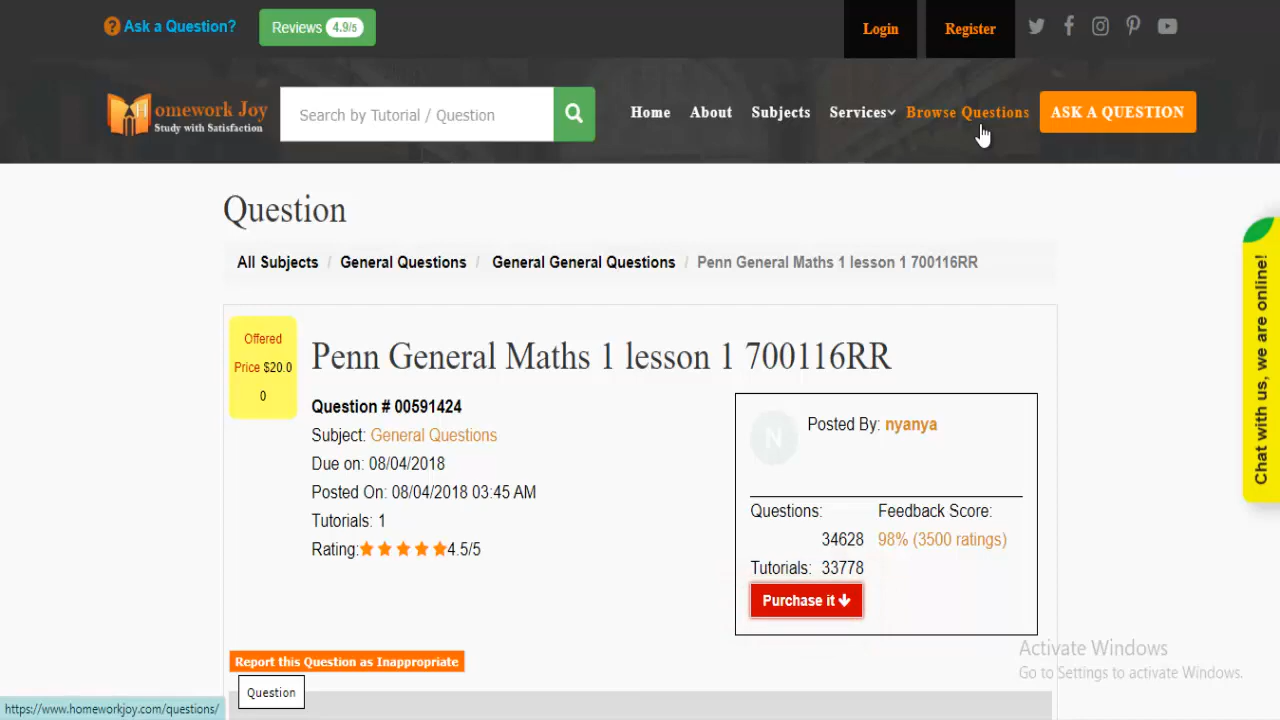 Ask a Question?
Reviews 4.9/5
Login
Register
omework Joy
Study with Satisfaction
Search by Tutorial / Question
Home
About
Subjects
Services
Browse Questions
ASK A QUESTION
Question
All Subjects / General Questions / General General Questions / Penn General Maths 1 lesson 1 700116RR
Offered
Price $20.0
0
Penn General Maths 1 lesson 1 700116RR
Question # 00591424
Subject: General Questions
Due on: 08/04/2018
Posted On: 08/04/2018 03:45 AM
Tutorials: 1
Rating: 4.5/5
N
Posted By: nyanya
Questions:
34628
Feedback Score:
98% (3500 ratings)
Tutorials: 33778
Purchase it
Chat with us, we are online!
Report this Question as Inappropriate
Question
Activate Windows
Go to Settings to activate Windows.
https://www.homeworkjoy.com/questions/